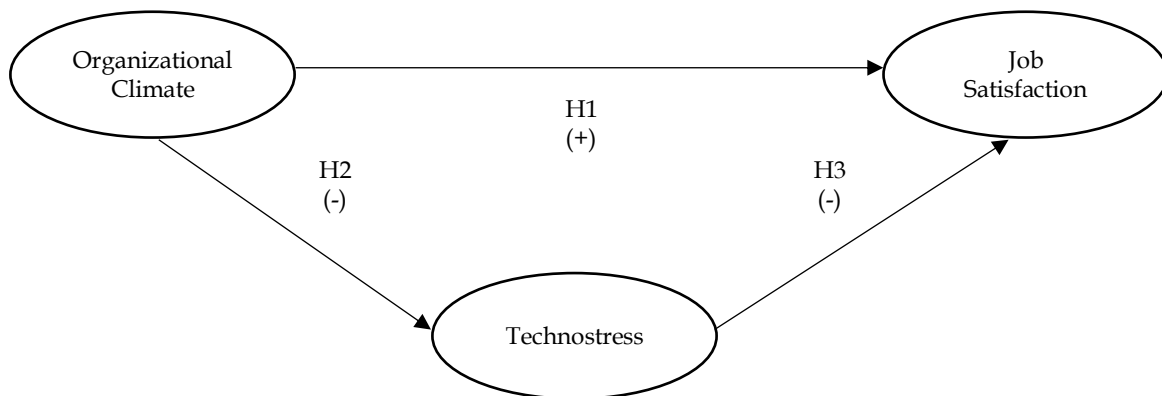 Organizational
Climate
Job
Satisfaction
H1
(+)
H2
(-)
H3
(-)
Technostress